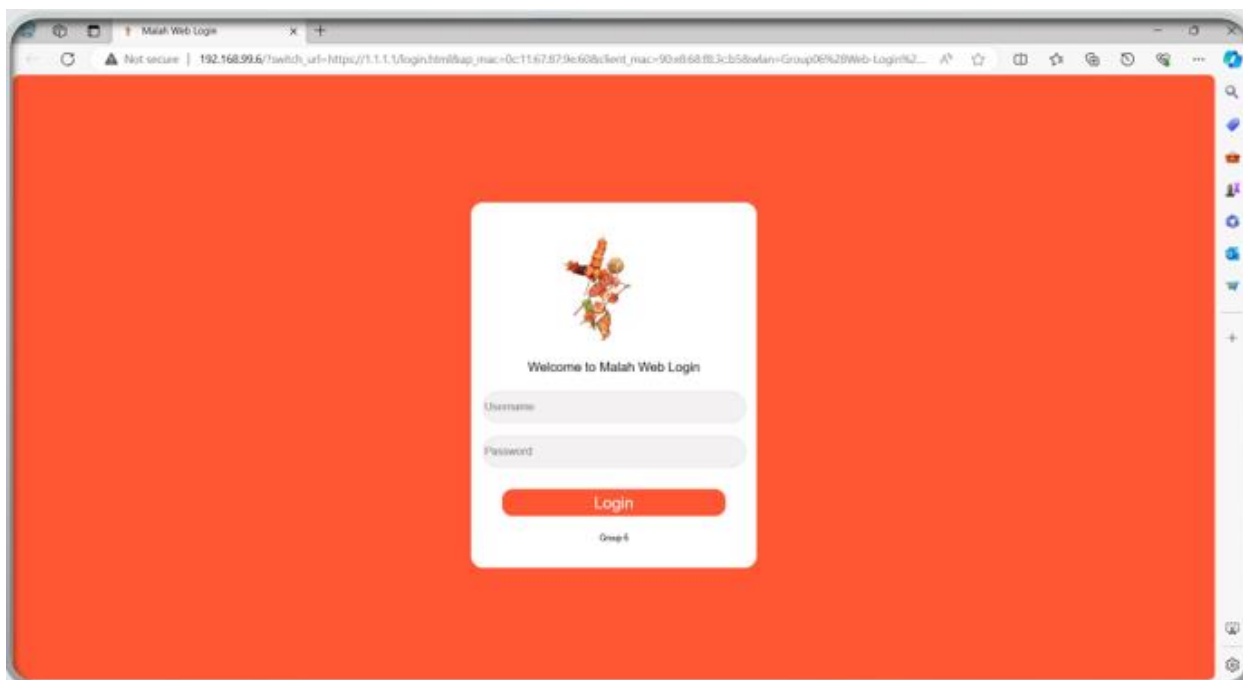 Malah Web Login
Not secure | 192.168.99.6/?switch_url=https://1.1.1.1/login.html&ap_mac=0c:11:67:87:9e:60&client_mac=90:e8:68:f8:3c:b5&wlan=Group06%28Web-Login%2...
Welcome to Malah Web Login
Username
Password
Login
Group 6